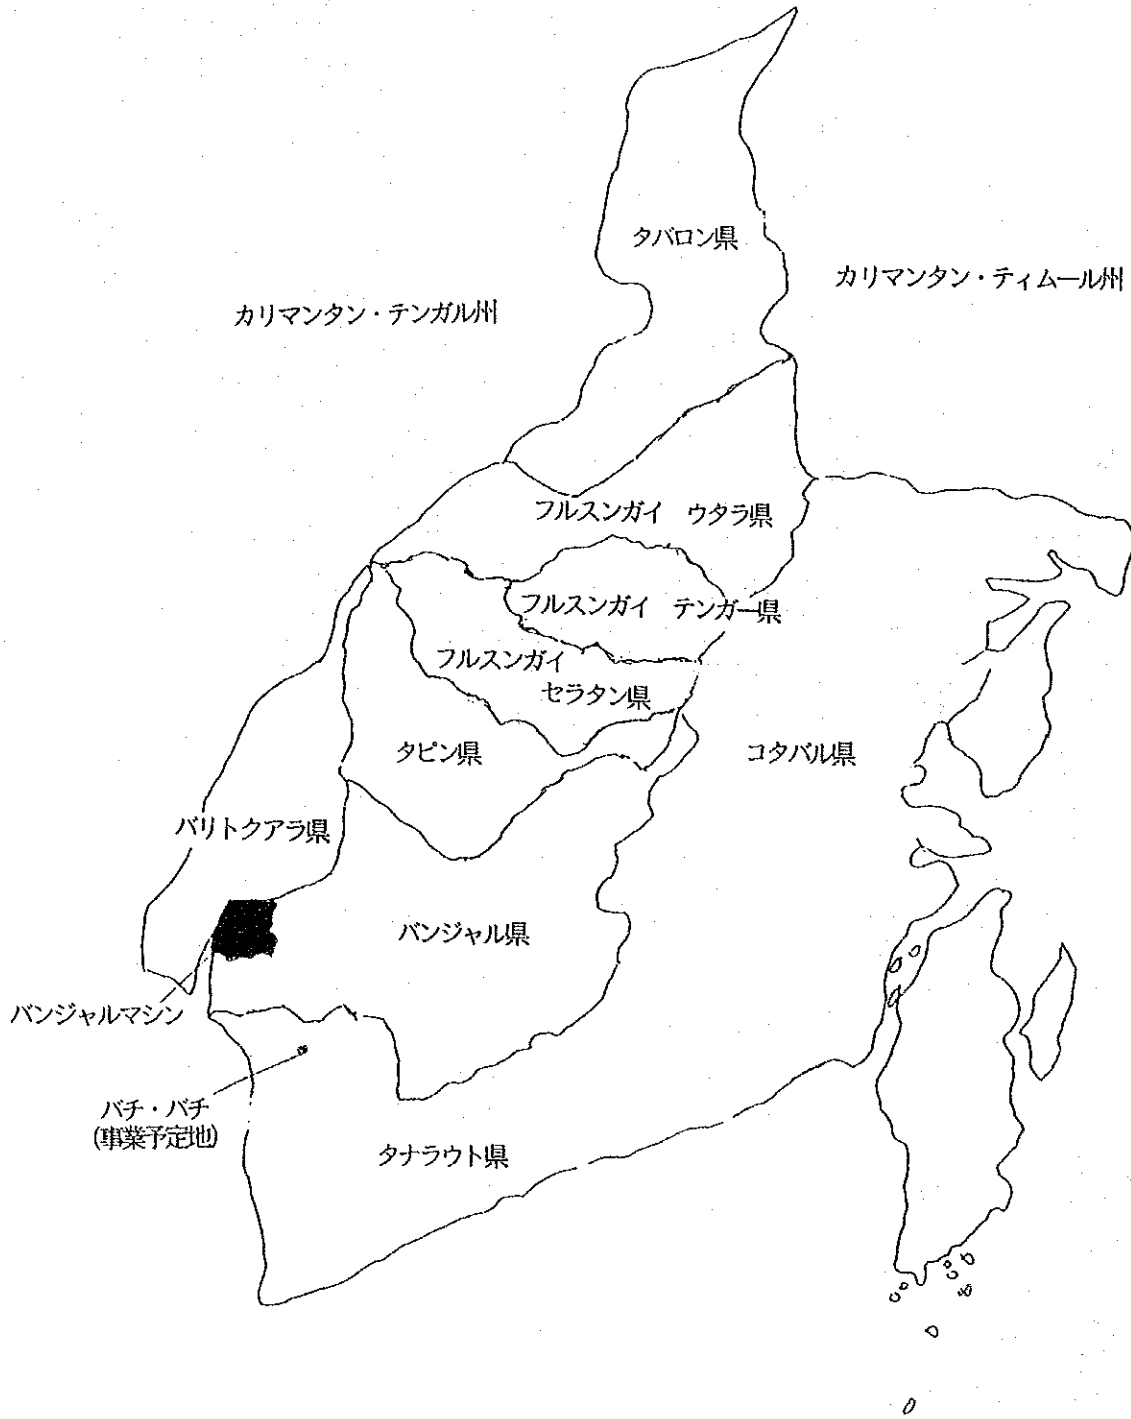 タバロン県
カリマンタン・ティムール州
カリマンタン・テンガル州
フルスンガイ ウタラ県
フルスンガイ テンガー県
フルスンガイ
セラタン県
タピン県
コタバル県
バリトクアラ県
バンジャル県
バンジャルマシン
バチ・バチ
(事業予定地)
タナラウト県